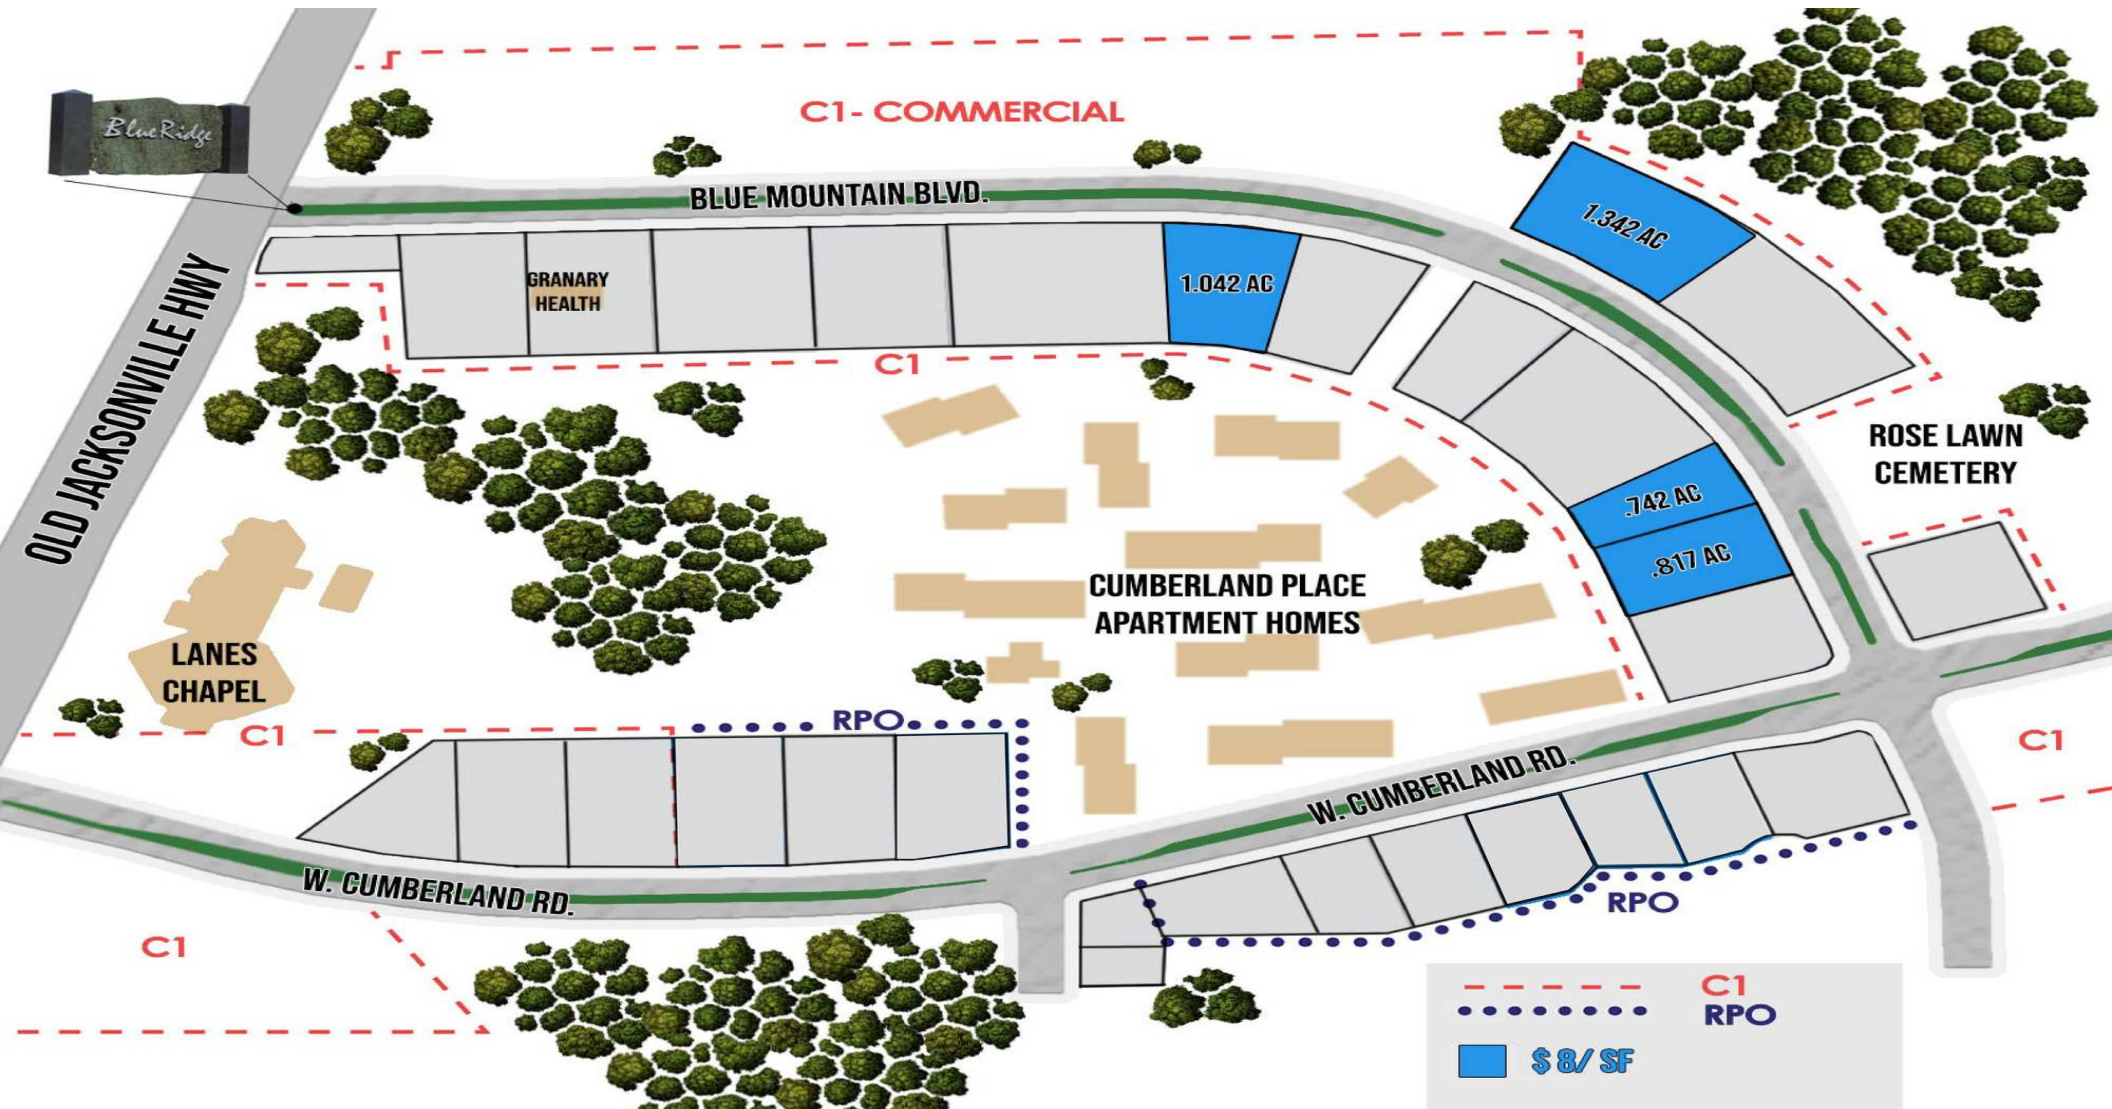 C1- COMMERCIAL
BlueRidge
BLUE MOUNTAIN BLVD.
1.342 AC
GRANARY
HEALTH
1.042 AC
OLD JACKSONVILLE HWY
C1
ROSE LAWN
CEMETERY
.742 AC
.817 AC
CUMBERLAND PLACE
APARTMENT HOMES
LANES
CHAPEL
C1
RPO
C1
W. CUMBERLAND RD.
W. CUMBERLAND RD.
RPO
C1
C1
RPO
$ 8/ SF